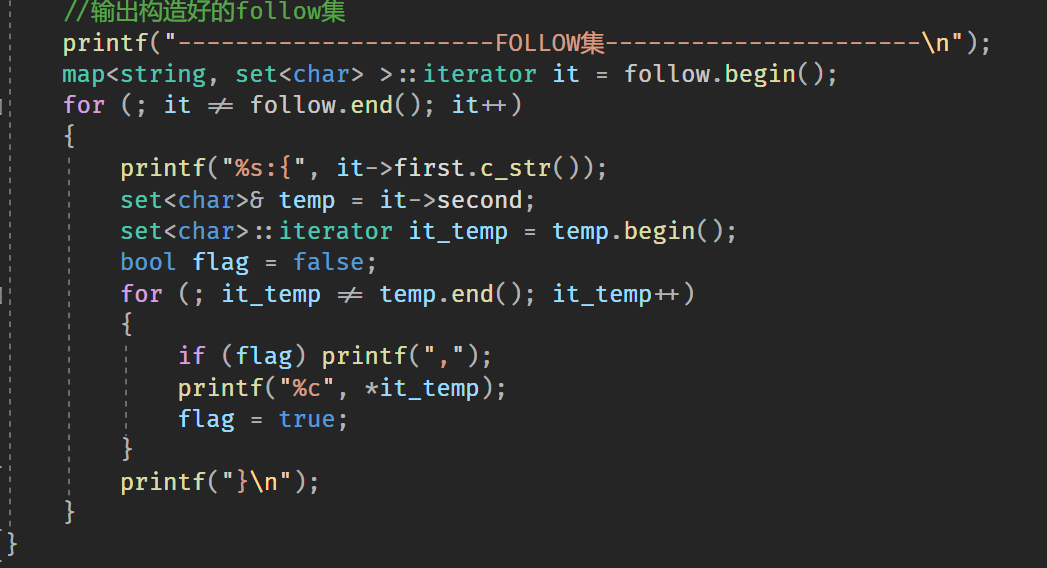 //输出构造好的follow集
printf("----------------------FOLLOW集----------------------\n");
map<string, set<char> >::iterator it = follow.begin();
for (; it != follow.end(); it++)
{
printf("%s:{", it->first.c_str());
set<char>& temp = it->second;
set<char>::iterator it_temp = temp.begin();
bool flag = false;
for (; it_temp != temp.end(); it_temp++)
{
if (flag) printf(",");
printf("%c", *it_temp);
flag = true;
}
printf("}\n");
}
}